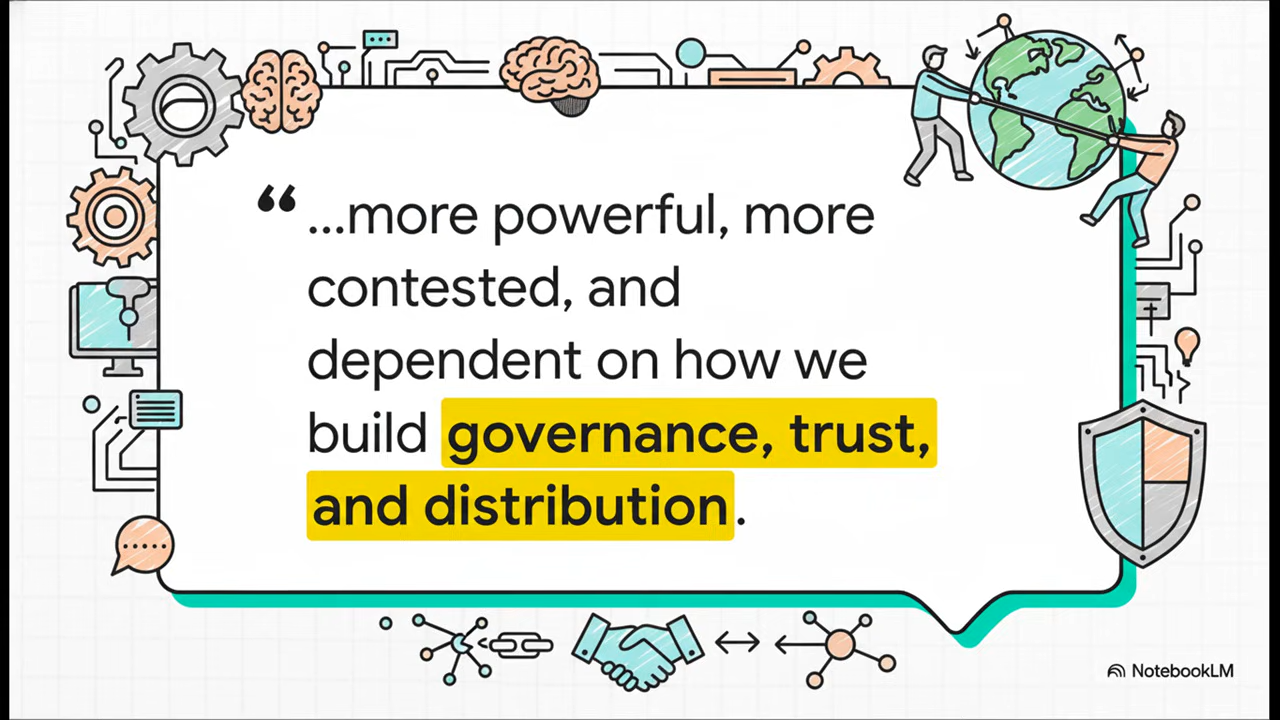 “ ...more powerful, more
contested, and
dependent on how we
build governance, trust,
and distribution.
NotebookLM